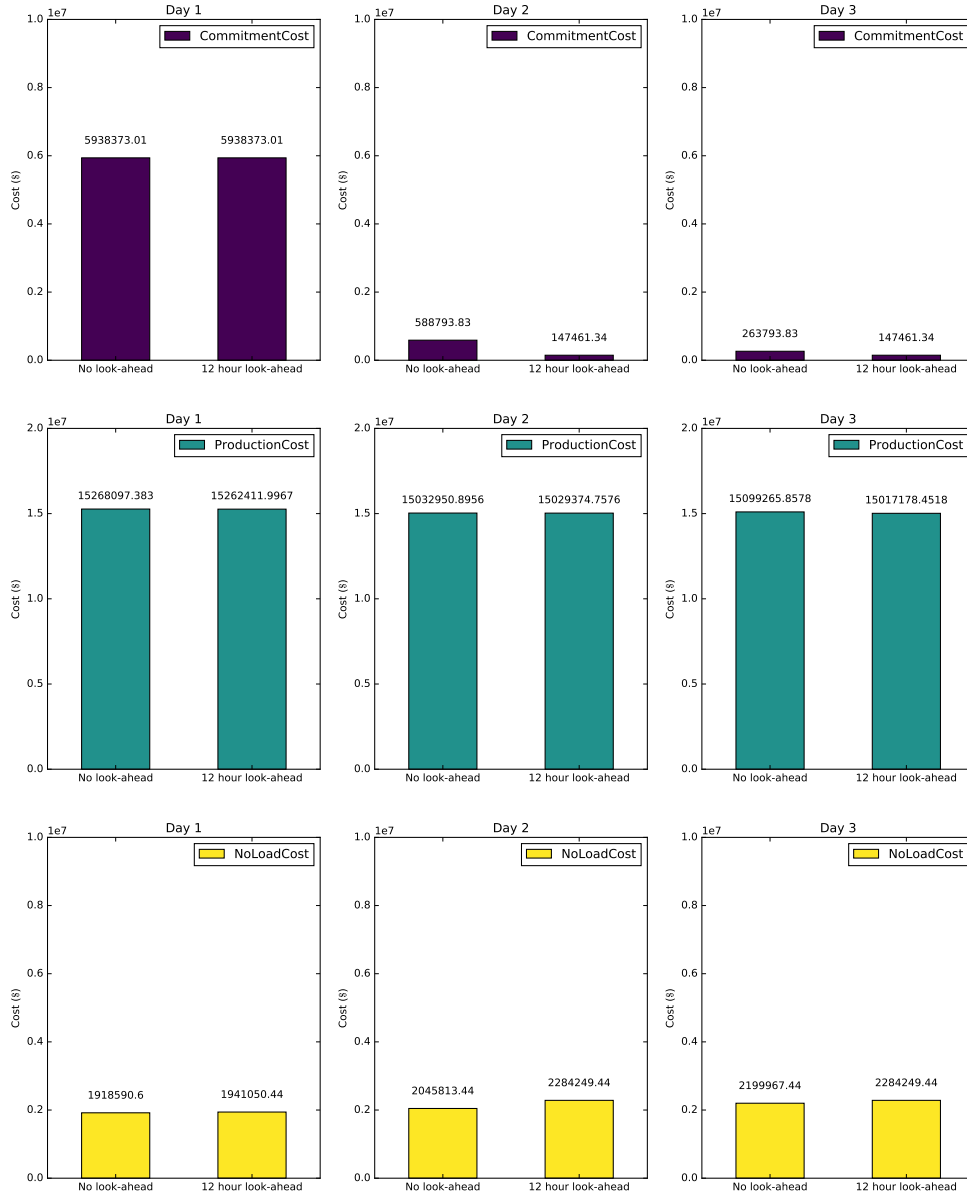 Day 1
1e7
CommitmentCost
1.0
0.8
0.6
0.4
0.2
0.0
Cost ($)
5938373.01
5938373.01
No look-ahead
12 hour look-ahead
Day 2
1e7
CommitmentCost
1.0
0.8
0.6
0.4
0.2
0.0
Cost ($)
588793.83
147461.34
No look-ahead
12 hour look-ahead
Day 3
1e7
CommitmentCost
1.0
0.8
0.6
0.4
0.2
0.0
Cost ($)
263793.83
147461.34
No look-ahead
12 hour look-ahead
Day 1
1e7
ProductionCost
2.0
1.5
1.0
0.5
0.0
Cost ($)
15268097.383
15262411.9967
No look-ahead
12 hour look-ahead
Day 2
1e7
ProductionCost
2.0
1.5
1.0
0.5
0.0
Cost ($)
15032950.8956
15029374.7576
No look-ahead
12 hour look-ahead
Day 3
1e7
ProductionCost
2.0
1.5
1.0
0.5
0.0
Cost ($)
15099265.8578
15017178.4518
No look-ahead
12 hour look-ahead
Day 1
1e7
NoLoadCost
1.0
0.8
0.6
0.4
0.2
0.0
Cost ($)
1918590.6
1941050.44
No look-ahead
12 hour look-ahead
Day 2
1e7
NoLoadCost
1.0
0.8
0.6
0.4
0.2
0.0
Cost ($)
2045813.44
2284249.44
No look-ahead
12 hour look-ahead
Day 3
1e7
NoLoadCost
1.0
0.8
0.6
0.4
0.2
0.0
Cost ($)
2199967.44
2284249.44
No look-ahead
12 hour look-ahead